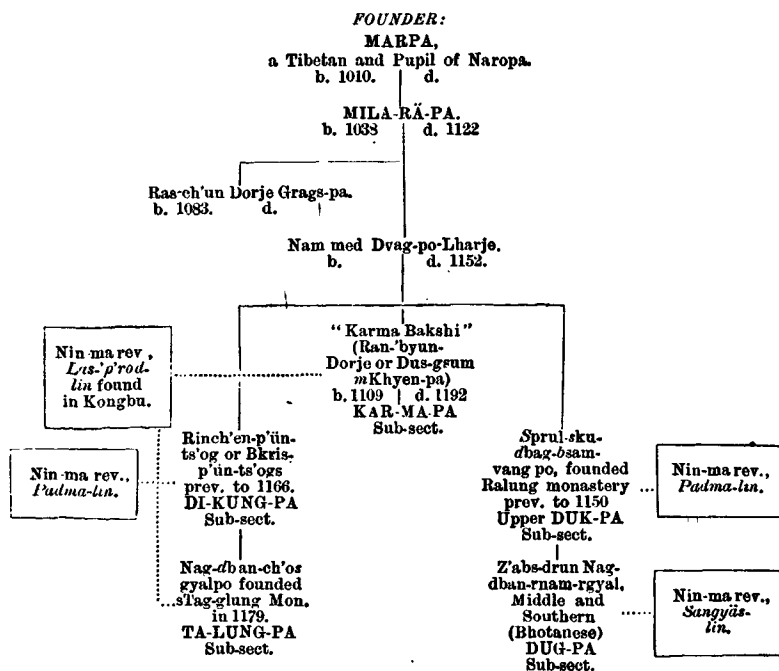 FOUNDER:
MARPA,
a Tibetan and Pupil of Naropa.
b. 1010. d.
MILA-RÄ-PA.
b. 1038 d. 1122
Ras-ch'un Dorje Grags-pa.
b. 1083. d.
Nam med Dvag-po-Lharje.
b. d. 1152.
"Karma Bakshi"
(Ran-'byun-
Dorje or Dus-gsum
mKhyen-pa)
b. 1109 d. 1192
KAR-MA-PA
Sub-sect.
Nin-ma rev,
Las-'p'rod-
lin found
in Kongbu.
Rinch'en-p'ün-
ts'og or Bkris-
p'ün-ts'ogs
prev. to 1166.
DI-KUNG-PA
Sub-sect.
Nin-ma rev.,
Padma-lin.
Nag-dban-ch'os
gyalpo founded
sTag-glung Mon.
in 1179.
TA-LUNG-PA
Sub-sect.
Sprul-sku-
dbag-bsam-
vang po, founded
Ralung monastery
prev. to 1150
Upper DUK-PA
Sub-sect.
Nin-ma rev.,
Padma-lin.
Z'abs-drun Nag-
dban-rnam-rgyal,
Middle and
Southern
(Bhotanese)
DUG-PA
Sub-sect.
Nin-ma rev.,
Sangyäs-
lin.